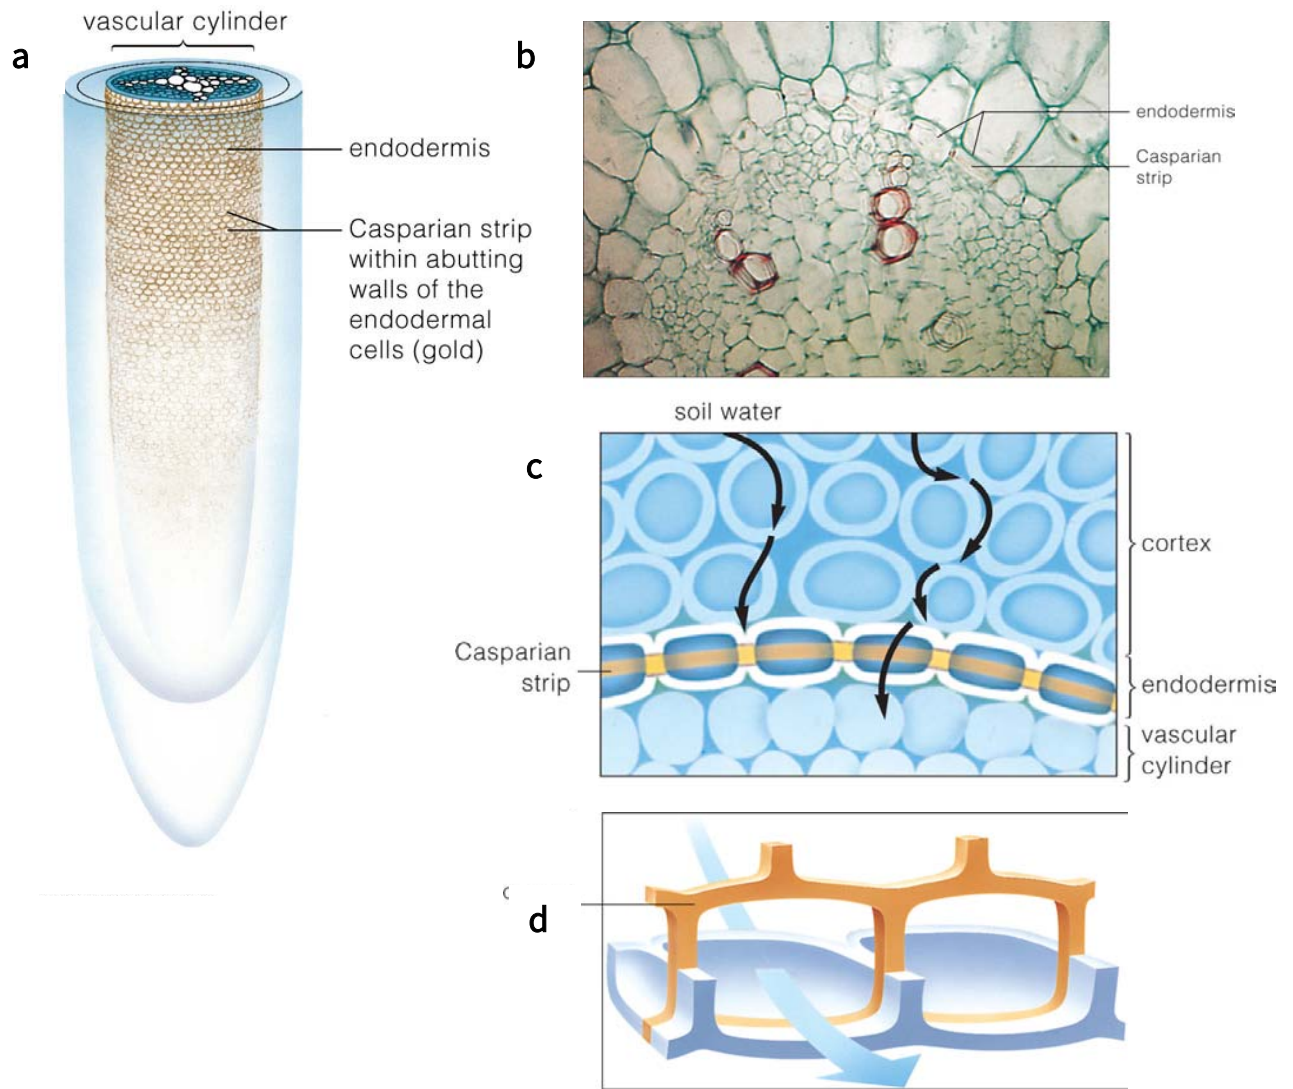 vascular cylinder
a
endodermis
Casparian strip
within abutting
walls of the
endodermal
cells (gold)
b
endodermis
Casparian
strip
soil water
c
cortex
Casparian
strip
endodermis
vascular
cylinder
d